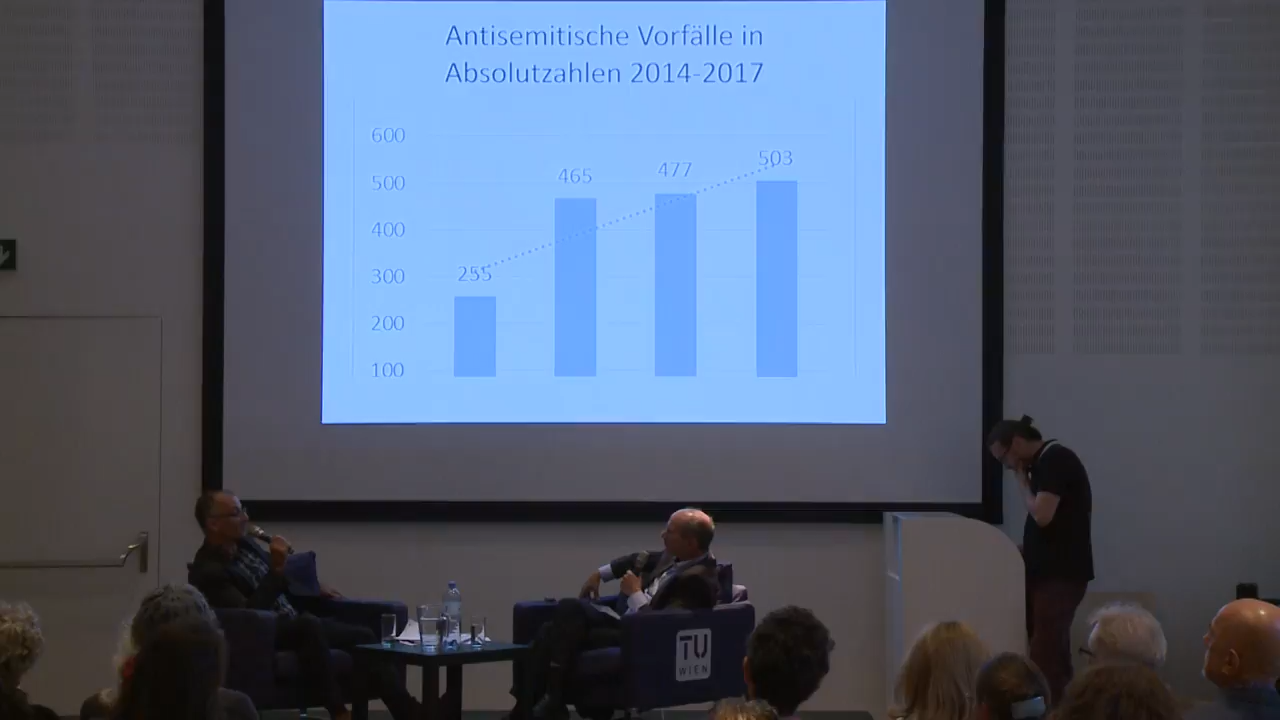 Antisemitische Vorfälle in
Absolutzahlen 2014-2017
600
500
400
300
200
100
255
465
477
503
TU
WIEN